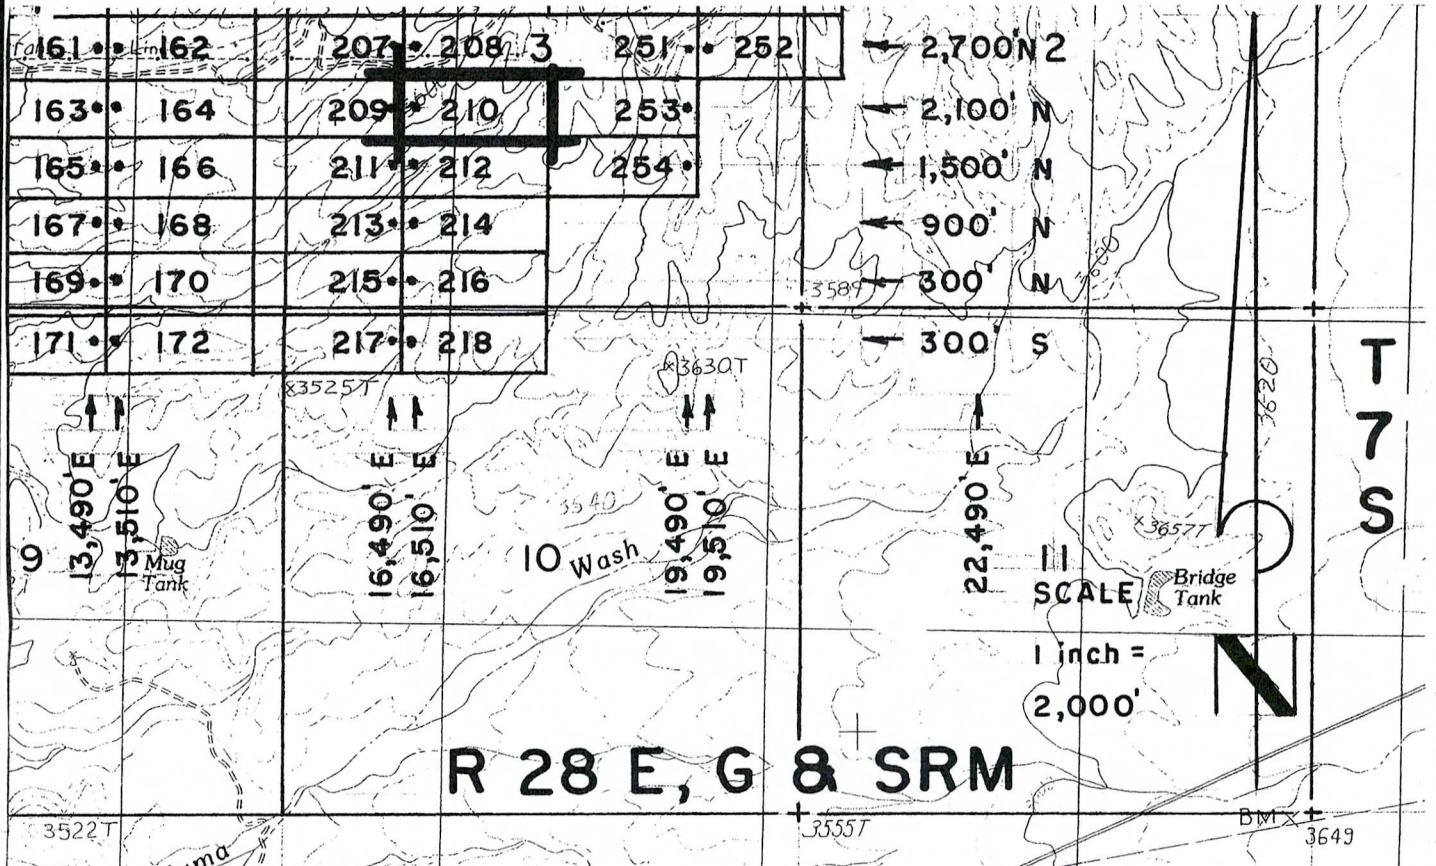 161 162 207 208 3 251 252 2,700' N 2
163 164 209 210 253 2,100' N
165 166 211 212 254 1,500' N
167 168 213 214 900' N
3600
169 170 215 216 3589 300' N
171 172 217 218 300' S
T
7
S
×3630T
×3525T
3620
13,490' E
13,510' E
16,490' E
16,510' E
19,490' E
19,510' E
22,490' E
3540
×3657T
9
Mug
Tank
10 Wash
SCALE
Bridge
Tank
1 inch =
2,000'
N
R 28 E, G & SRM
3522T
3555T
BM ×
3649